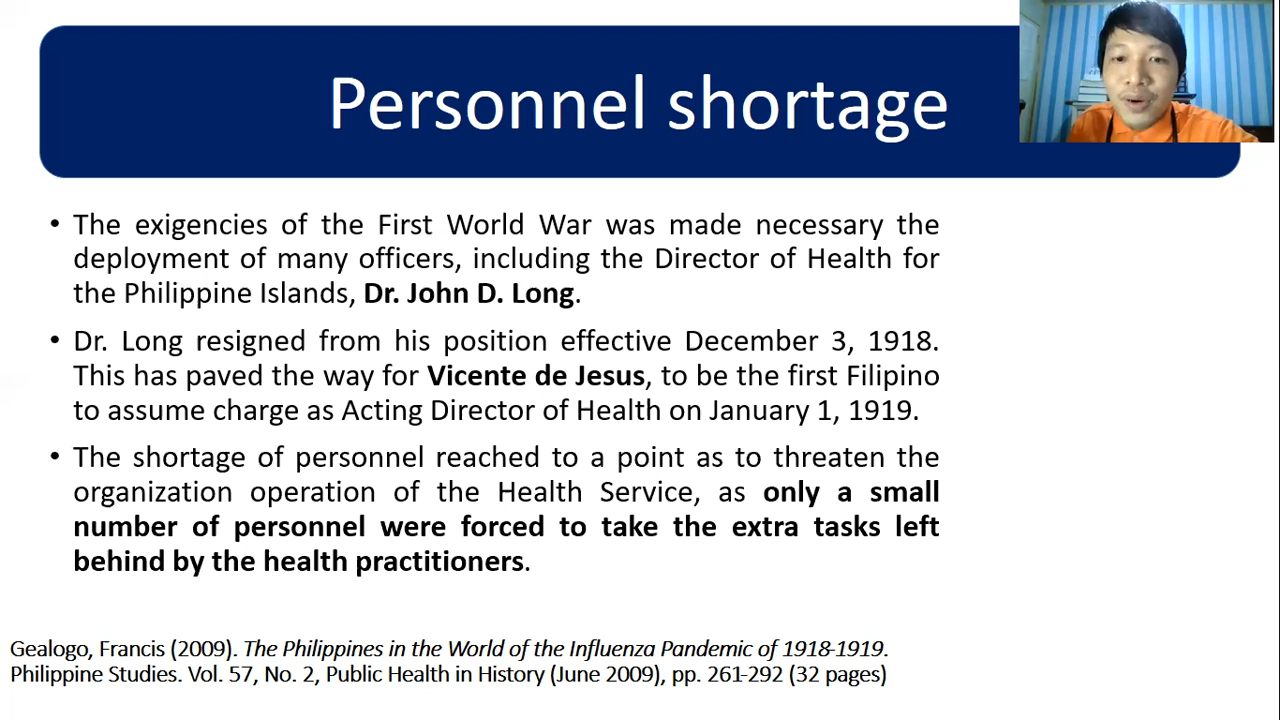 Personnel shortage
• The exigencies of the First World War was made necessary the
deployment of many officers, including the Director of Health for
the Philippine Islands, Dr. John D. Long.
• Dr. Long resigned from his position effective December 3, 1918.
This has paved the way for Vicente de Jesus, to be the first Filipino
to assume charge as Acting Director of Health on January 1, 1919.
• The shortage of personnel reached to a point as to threaten the
organization operation of the Health Service, as only a small
number of personnel were forced to take the extra tasks left
behind by the health practitioners.
Gealogo, Francis (2009). The Philippines in the World of the Influenza Pandemic of 1918-1919.
Philippine Studies. Vol. 57, No. 2, Public Health in History (June 2009), pp. 261-292 (32 pages)